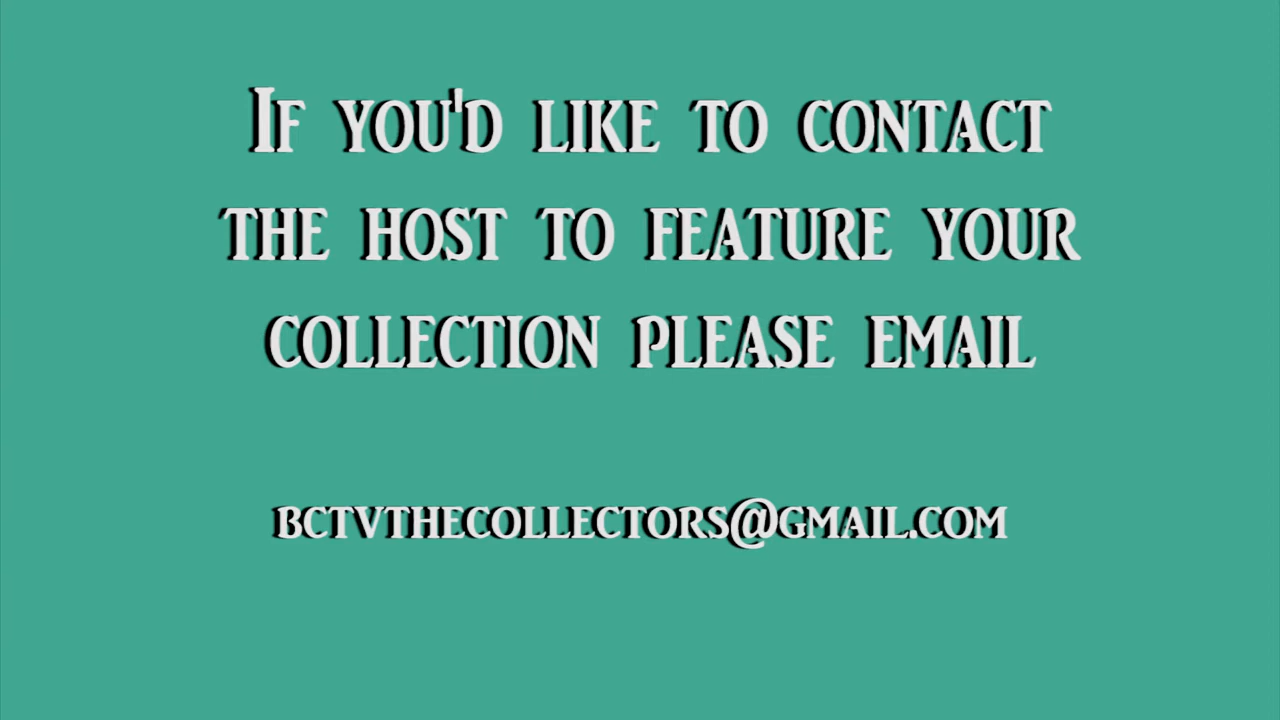 If you'd like to contact
the host to feature your
collection please email
bctvthecollectors@gmail.com